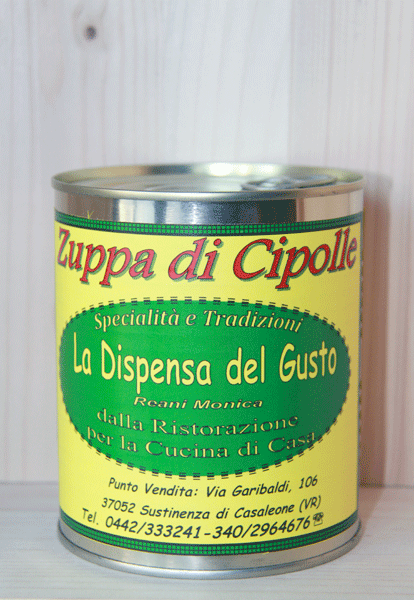 Zuppa di Cipolle
Specialità e Tradizioni
La Dispensa del Gusto
Reani Monica
dalla Ristorazione
per la Cucina di Casa
Punto Vendita: Via Garibaldi, 106
37052 Sustinenza di Casaleone (VR)
Tel. 0442/333241-340/2964676